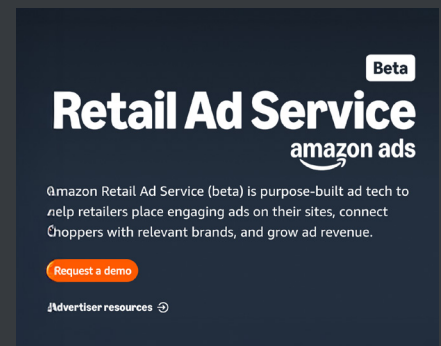 Beta
Retail Ad Service
amazon ads
Amazon Retail Ad Service (beta) is purpose-built ad tech to
help retailers place engaging ads on their sites, connect
shoppers with relevant brands, and grow ad revenue.
Request a demo
Advertiser resources